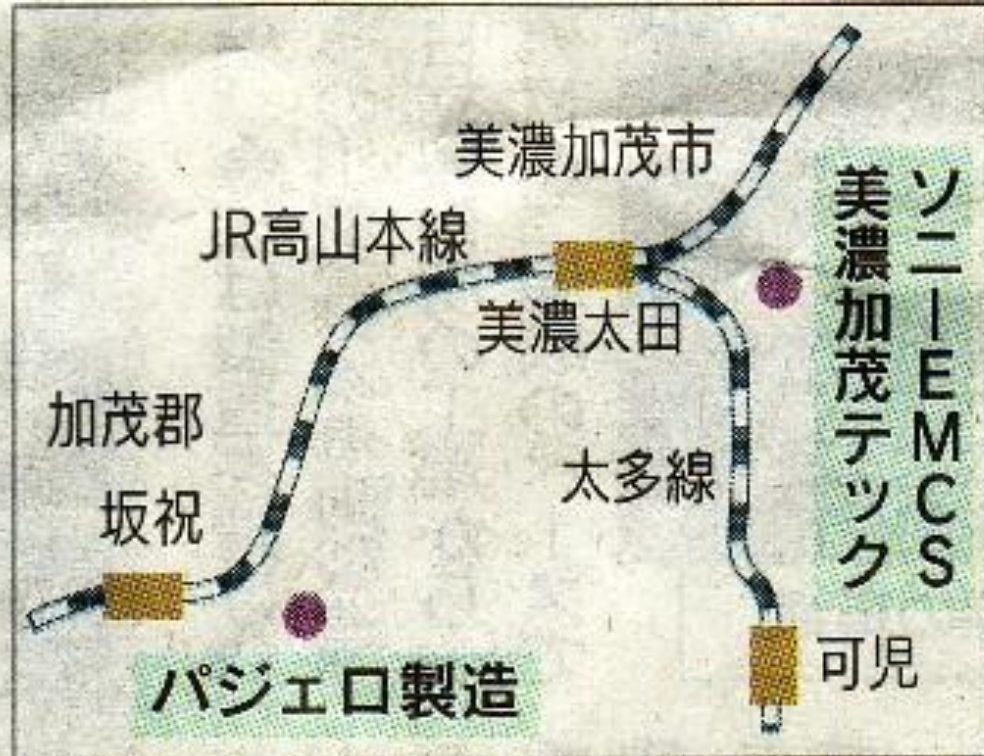 美濃加茂市
JR高山本線
美濃太田
ソニーEMCS
美濃加茂テック
加茂郡
坂祝
太多線
可児
パジェロ製造